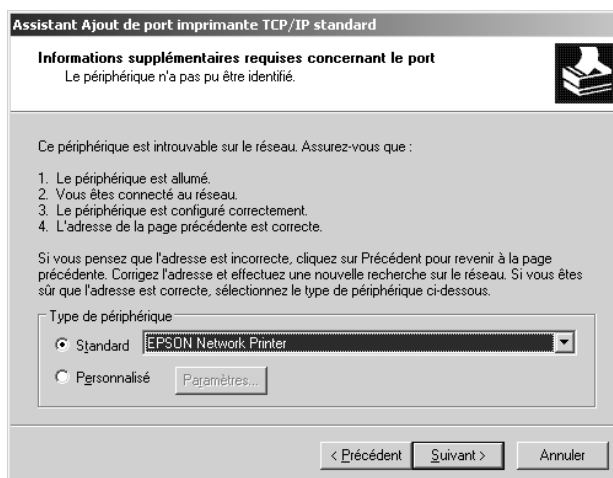 Assistant Ajout de port imprimante TCP/IP standard
Informations supplémentaires requises concernant le port
Le périphérique n'a pas pu être identifié.
Ce périphérique est introuvable sur le réseau. Assurez-vous que :
1. Le périphérique est allumé.
2. Vous êtes connecté au réseau.
3. Le périphérique est configuré correctement.
4. L'adresse de la page précédente est correcte.
Si vous pensez que l'adresse est incorrecte, cliquez sur Précédent pour revenir à la page
précédente. Corrigez l'adresse et effectuez une nouvelle recherche sur le réseau. Si vous êtes
sûr que l'adresse est correcte, sélectionnez le type de périphérique ci-dessous.
Type de périphérique
Standard EPSON Network Printer
Personnalisé Paramètres...
< Précédent Suivant > Annuler